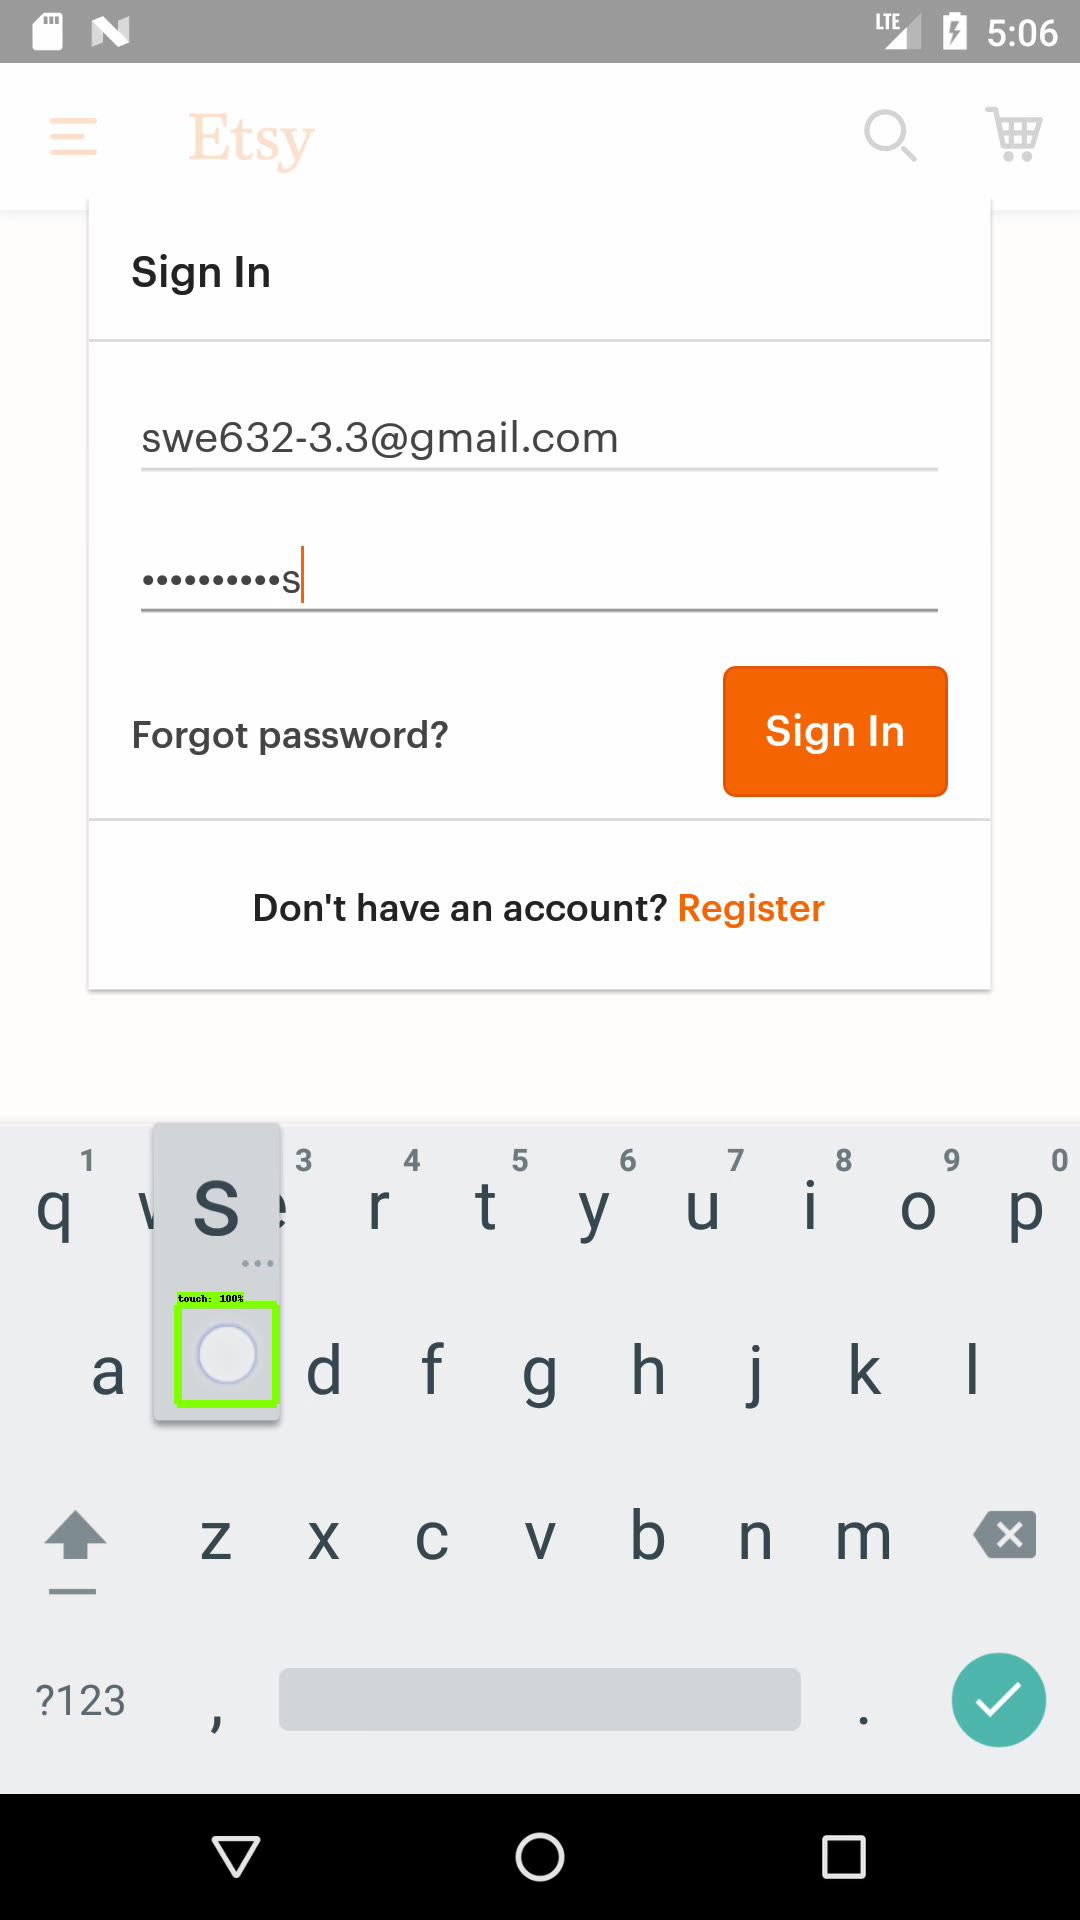 LTE 5:06
Etsy
Sign In
swe632-3.3@gmail.com
••••••••••s
Forgot password?
Sign In
Don't have an account? Register
1 3 4 5 6 7 8 9 0
q w s e r t y u i o p
touch: 100%
a d f g h j k l
z x c v b n m
?123 , .